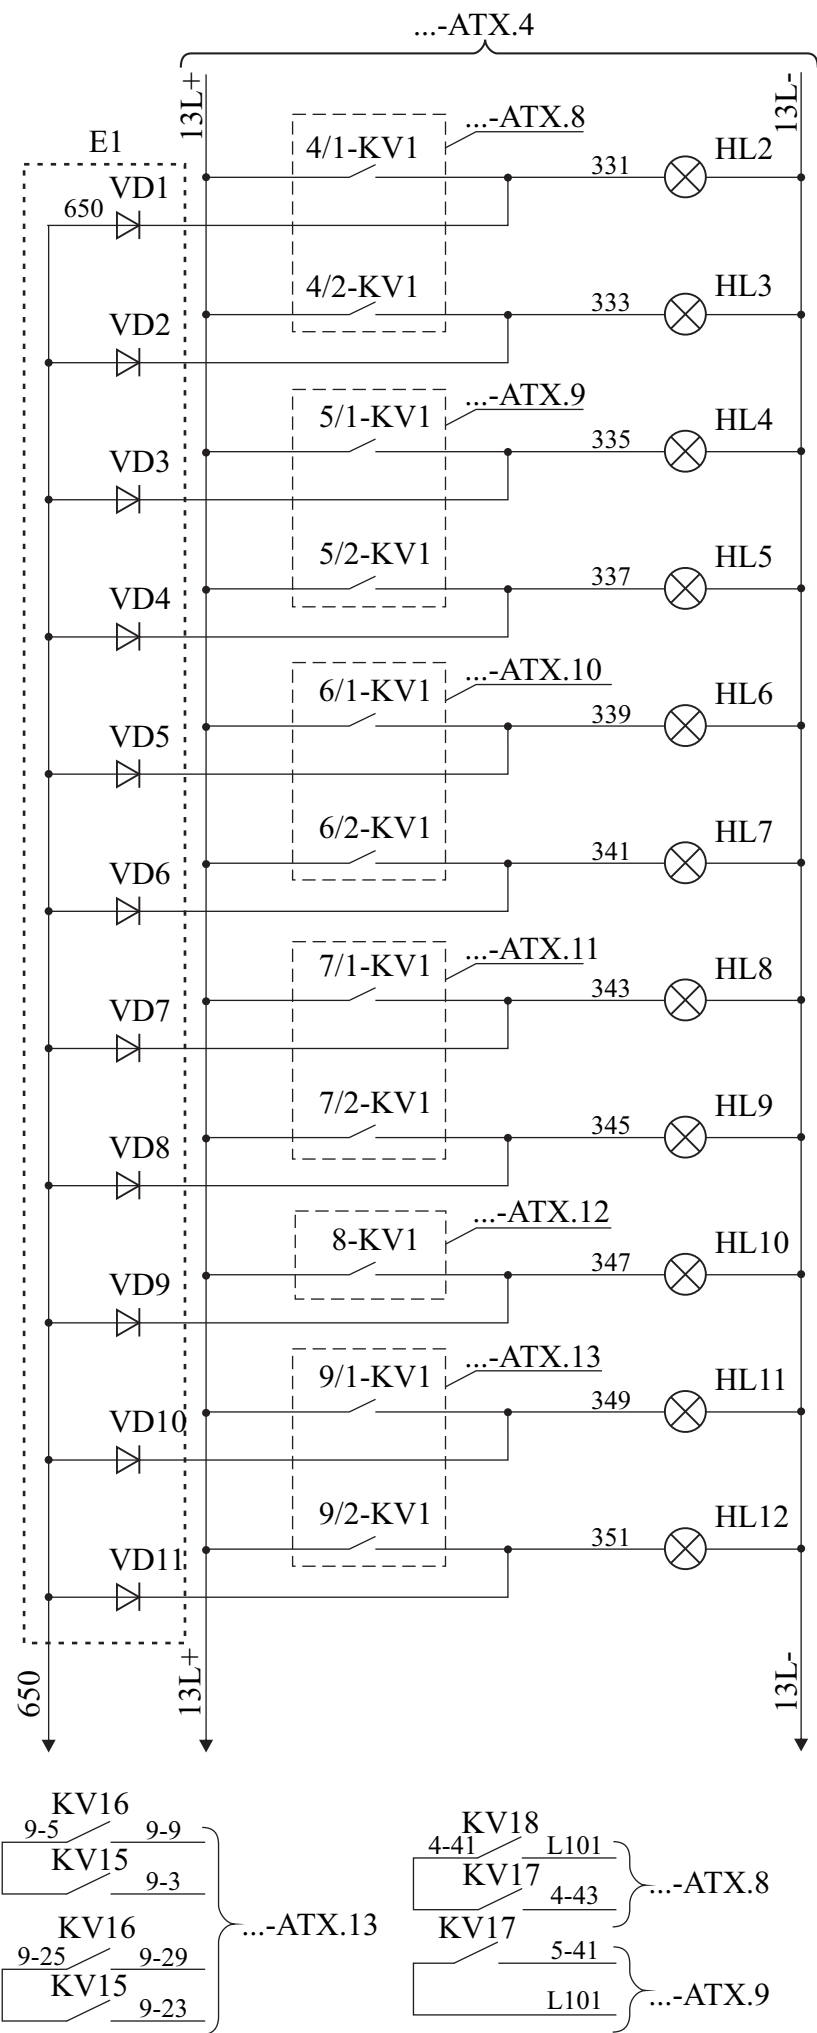 ...-ATX.4
13L+
13L-
...-ATX.8
E1
4/1-KV1
331
HL2
VD1
650
4/2-KV1
333
HL3
VD2
...-ATX.9
5/1-KV1
335
HL4
VD3
5/2-KV1
337
HL5
VD4
...-ATX.10
6/1-KV1
339
HL6
VD5
6/2-KV1
341
HL7
VD6
...-ATX.11
7/1-KV1
343
HL8
VD7
7/2-KV1
345
HL9
VD8
...-ATX.12
8-KV1
347
HL10
VD9
...-ATX.13
9/1-KV1
349
HL11
VD10
9/2-KV1
351
HL12
VD11
650
13L+
13L-
KV16
9-5
9-9
KV15
9-3
KV16
9-25
9-29
KV15
9-23
...-ATX.13
KV18
4-41
L101
KV17
4-43
...-ATX.8
KV17
5-41
L101
...-ATX.9